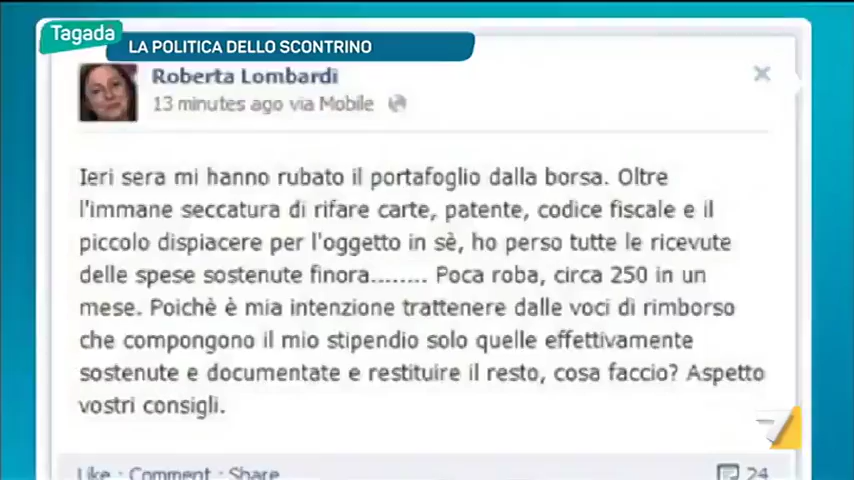 Tagada
LA POLITICA DELLO SCONTRINO
Roberta Lombardi
13 minutes ago via Mobile
Ieri sera mi hanno rubato il portafoglio dalla borsa. Oltre
l'immane seccatura di rifare carte, patente, codice fiscale e il
piccolo dispiacere per l'oggetto in sè, ho perso tutte le ricevute
delle spese sostenute finora........ Poca roba, circa 250 in un
mese. Poichè è mia intenzione trattenere dalle voci di rimborso
che compongono il mio stipendio solo quelle effettivamente
sostenute e documentate e restituire il resto, cosa faccio? Aspetto
vostri consigli.
Like · Comment · Share 24